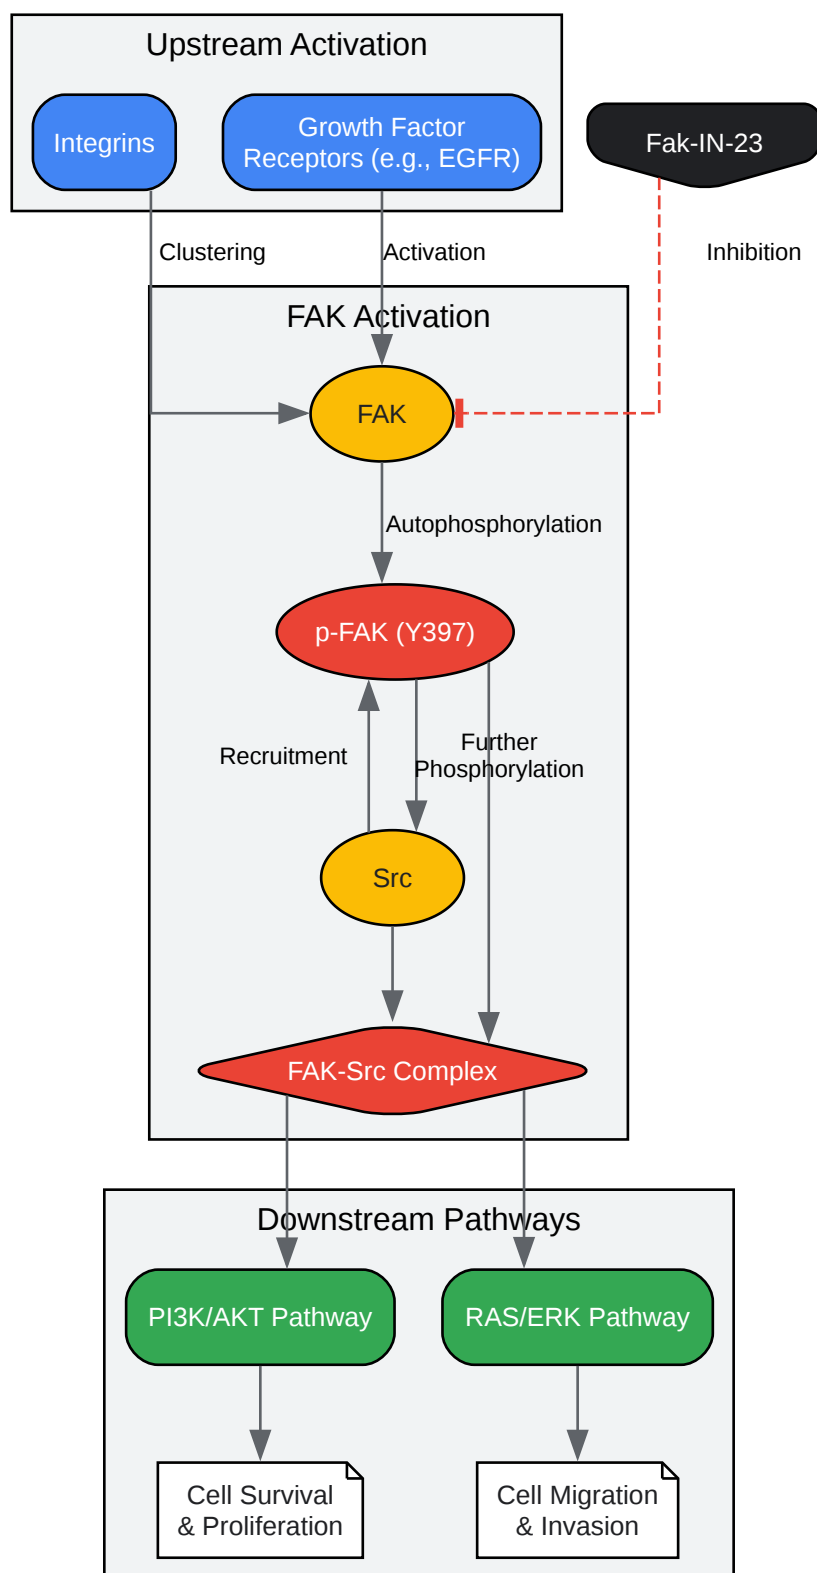 Upstream Activation
Integrins
Growth Factor
Receptors (e.g., EGFR)
Fak-IN-23
Clustering
Activation
Inhibition
FAK Activation
FAK
Autophosphorylation
p-FAK (Y397)
Recruitment
Further
Phosphorylation
Src
FAK-Src Complex
Downstream Pathways
PI3K/AKT Pathway
RAS/ERK Pathway
Cell Survival
& Proliferation
Cell Migration
& Invasion